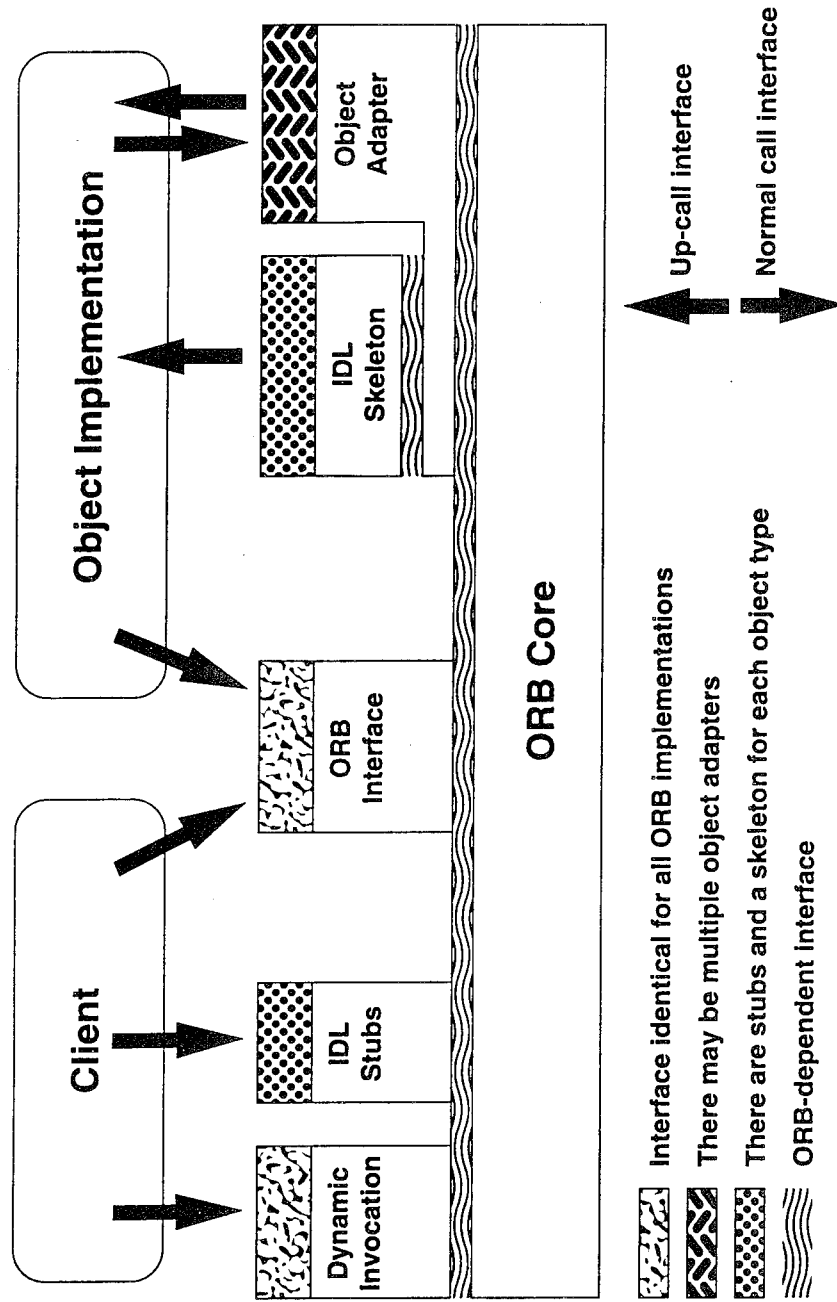 Client
Object Implementation
Dynamic
Invocation
IDL
Stubs
ORB
Interface
IDL
Skeleton
Object
Adapter
ORB Core
Interface identical for all ORB implementations
There may be multiple object adapters
There are stubs and a skeleton for each object type
ORB-dependent interface
Up-call interface
Normal call interface